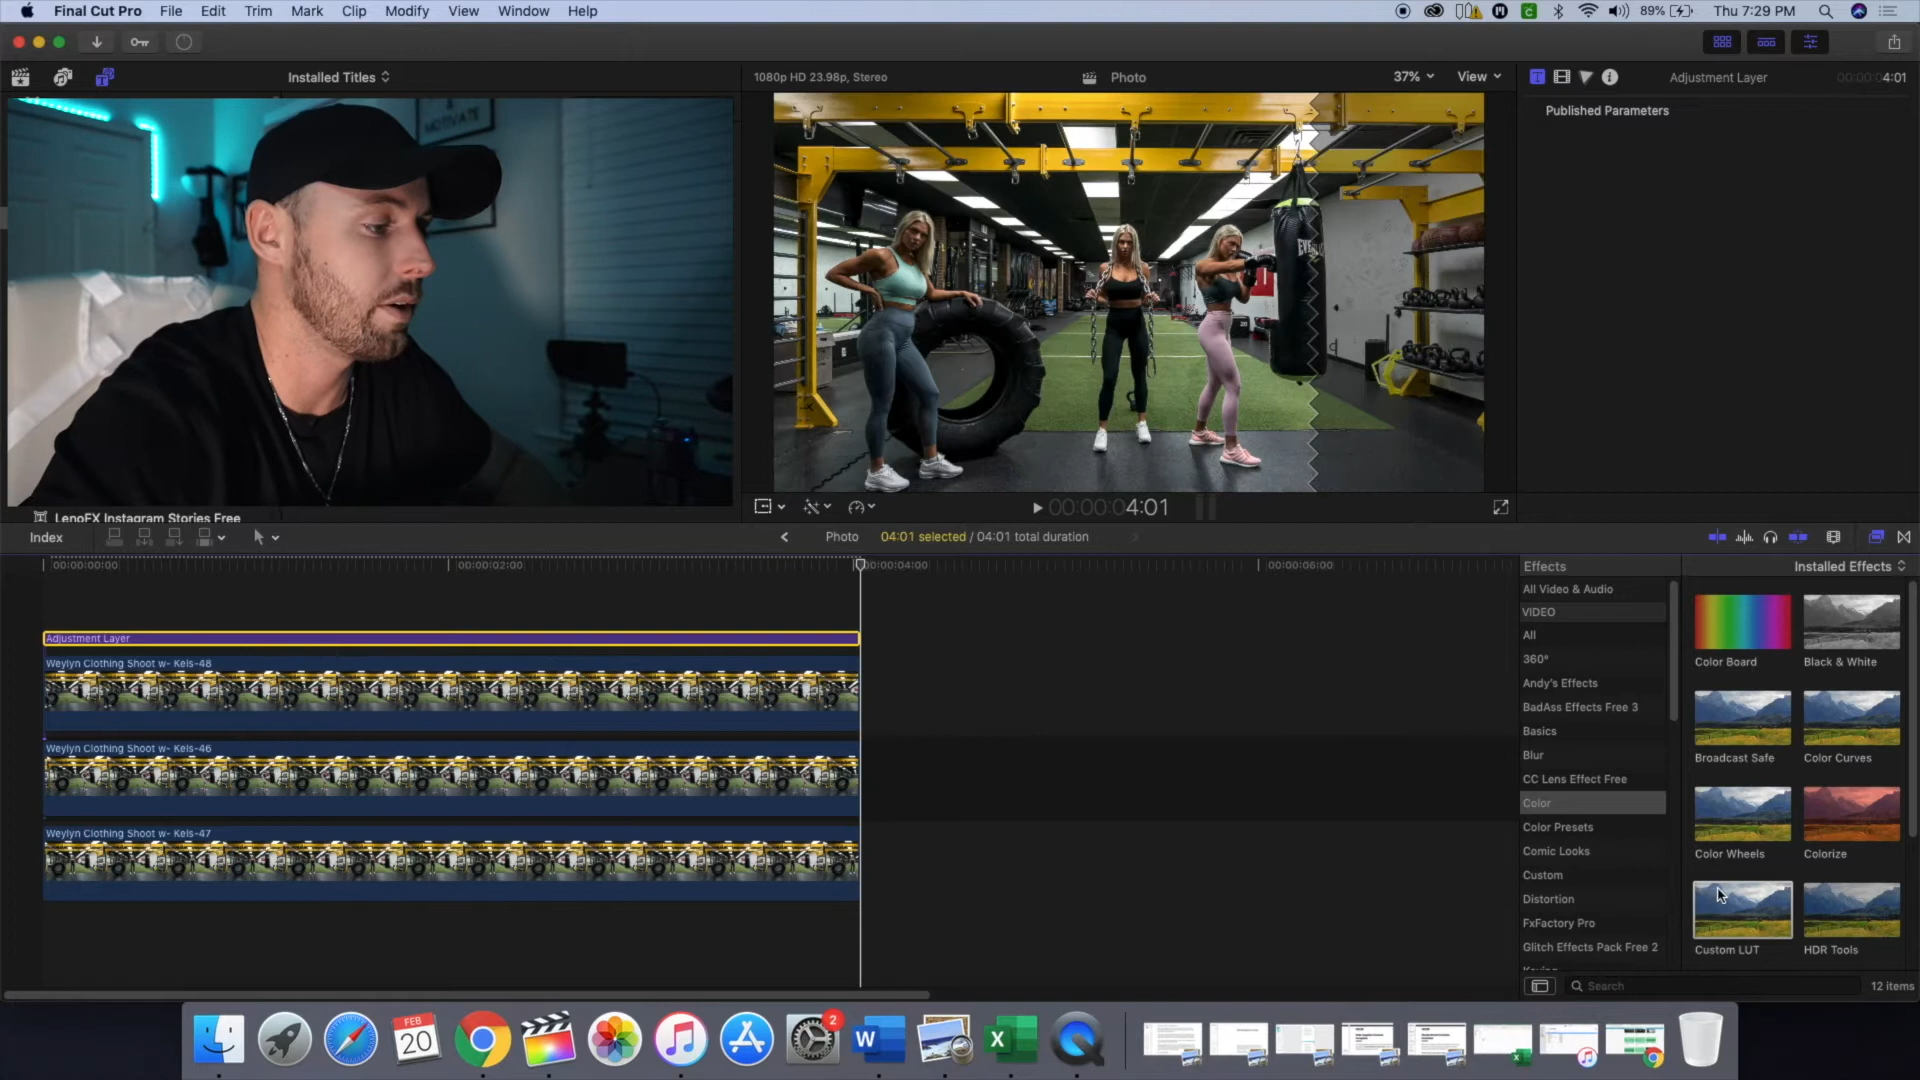 Final Cut Pro File Edit Trim Mark Clip Modify View Window Help 89% Thu 7:29 PM
Installed Titles
1080p HD 23.98p, Stereo Photo 37% View
Adjustment Layer 00:00:04:01
Published Parameters
MOTIVATE
LenoFX Instagram Stories Free
00:00:00:04:01
Index
Photo 04:01 selected / 04:01 total duration
00:00:00:00 00:00:02:00 00:00:04:00 00:00:06:00
Adjustment Layer
Weylyn Clothing Shoot w- Kels-48
Weylyn Clothing Shoot w- Kels-46
Weylyn Clothing Shoot w- Kels-47
Effects Installed Effects
All Video & Audio
VIDEO
All
360°
Andy's Effects
BadAss Effects Free 3
Basics
Blur
CC Lens Effect Free
Color
Color Presets
Comic Looks
Custom
Distortion
FxFactory Pro
Glitch Effects Pack Free 2
Keying
Color Board Black & White
Broadcast Safe Color Curves
Color Wheels Colorize
Custom LUT HDR Tools
Search 12 items
FEB
20
2
W
X